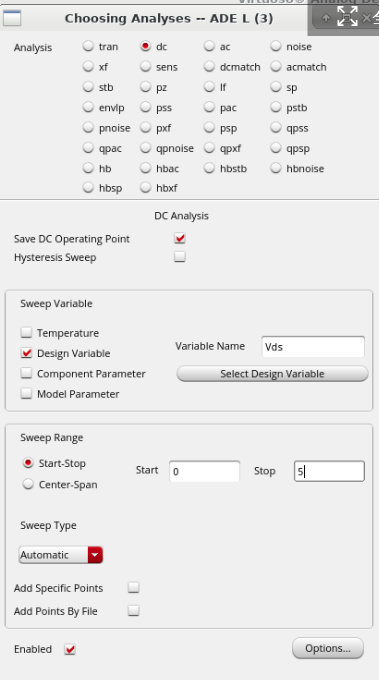 Choosing Analyses -- ADE L (3)
Analysis
tran dc ac noise
xf sens dcmatch acmatch
stb pz lf sp
envlp pss pac pstb
pnoise pxf psp qpss
qpac qpnoise qpxf qpsp
hb hbac hbstb hbnoise
hbsp hbxf
DC Analysis
Save DC Operating Point
Hysteresis Sweep
Sweep Variable
Temperature
Design Variable
Variable Name Vds
Component Parameter
Select Design Variable
Model Parameter
Sweep Range
Start-Stop
Start 0 Stop 5
Center-Span
Sweep Type
Automatic
Add Specific Points
Add Points By File
Enabled
Options...